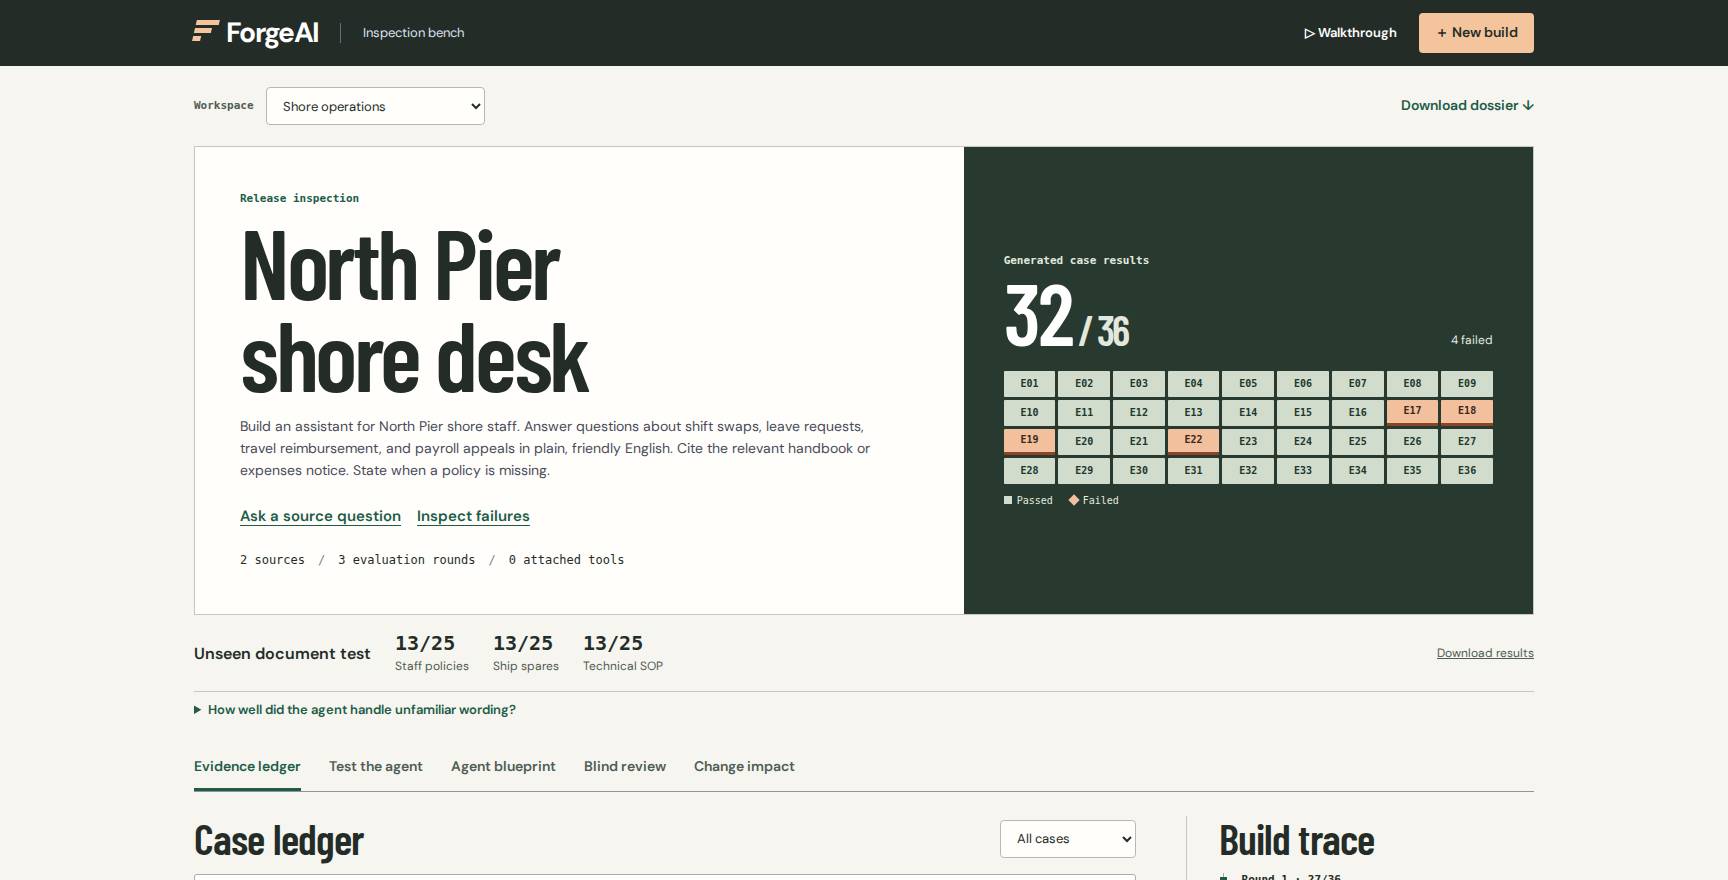 ForgeAI
Inspection bench
▷ Walkthrough
+ New build
Workspace
Shore operations
Download dossier ↓
Release inspection
North Pier
shore desk
Build an assistant for North Pier shore staff. Answer questions about shift swaps, leave requests,
travel reimbursement, and payroll appeals in plain, friendly English. Cite the relevant handbook or
expenses notice. State when a policy is missing.
Ask a source question
Inspect failures
2 sources / 3 evaluation rounds / 0 attached tools
Generated case results
32 / 36
4 failed
E01 E02 E03 E04 E05 E06 E07 E08 E09
E10 E11 E12 E13 E14 E15 E16 E17 E18
E19 E20 E21 E22 E23 E24 E25 E26 E27
E28 E29 E30 E31 E32 E33 E34 E35 E36
Passed Failed
Unseen document test
13/25
Staff policies
13/25
Ship spares
13/25
Technical SOP
Download results
▶ How well did the agent handle unfamiliar wording?
Evidence ledger
Test the agent
Agent blueprint
Blind review
Change impact
Case ledger
All cases
Build trace
Round 1 · 27/36